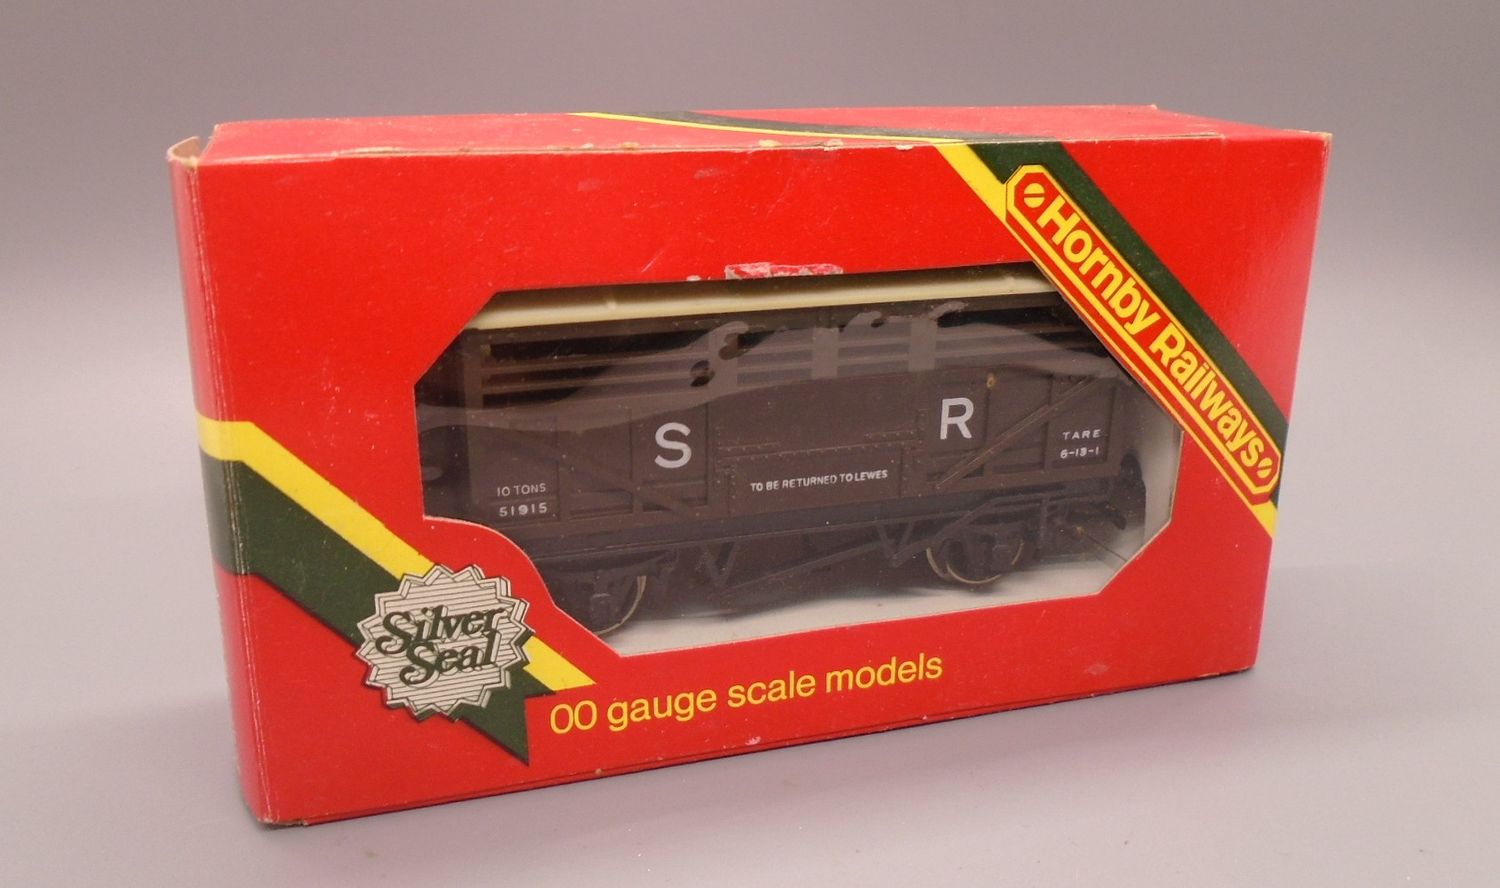 Hornby Railways
S R
TARE
6-13-1
10 TONS
51915
TO BE RETURNED TO LEWES
Silver
Seal
00 gauge scale models